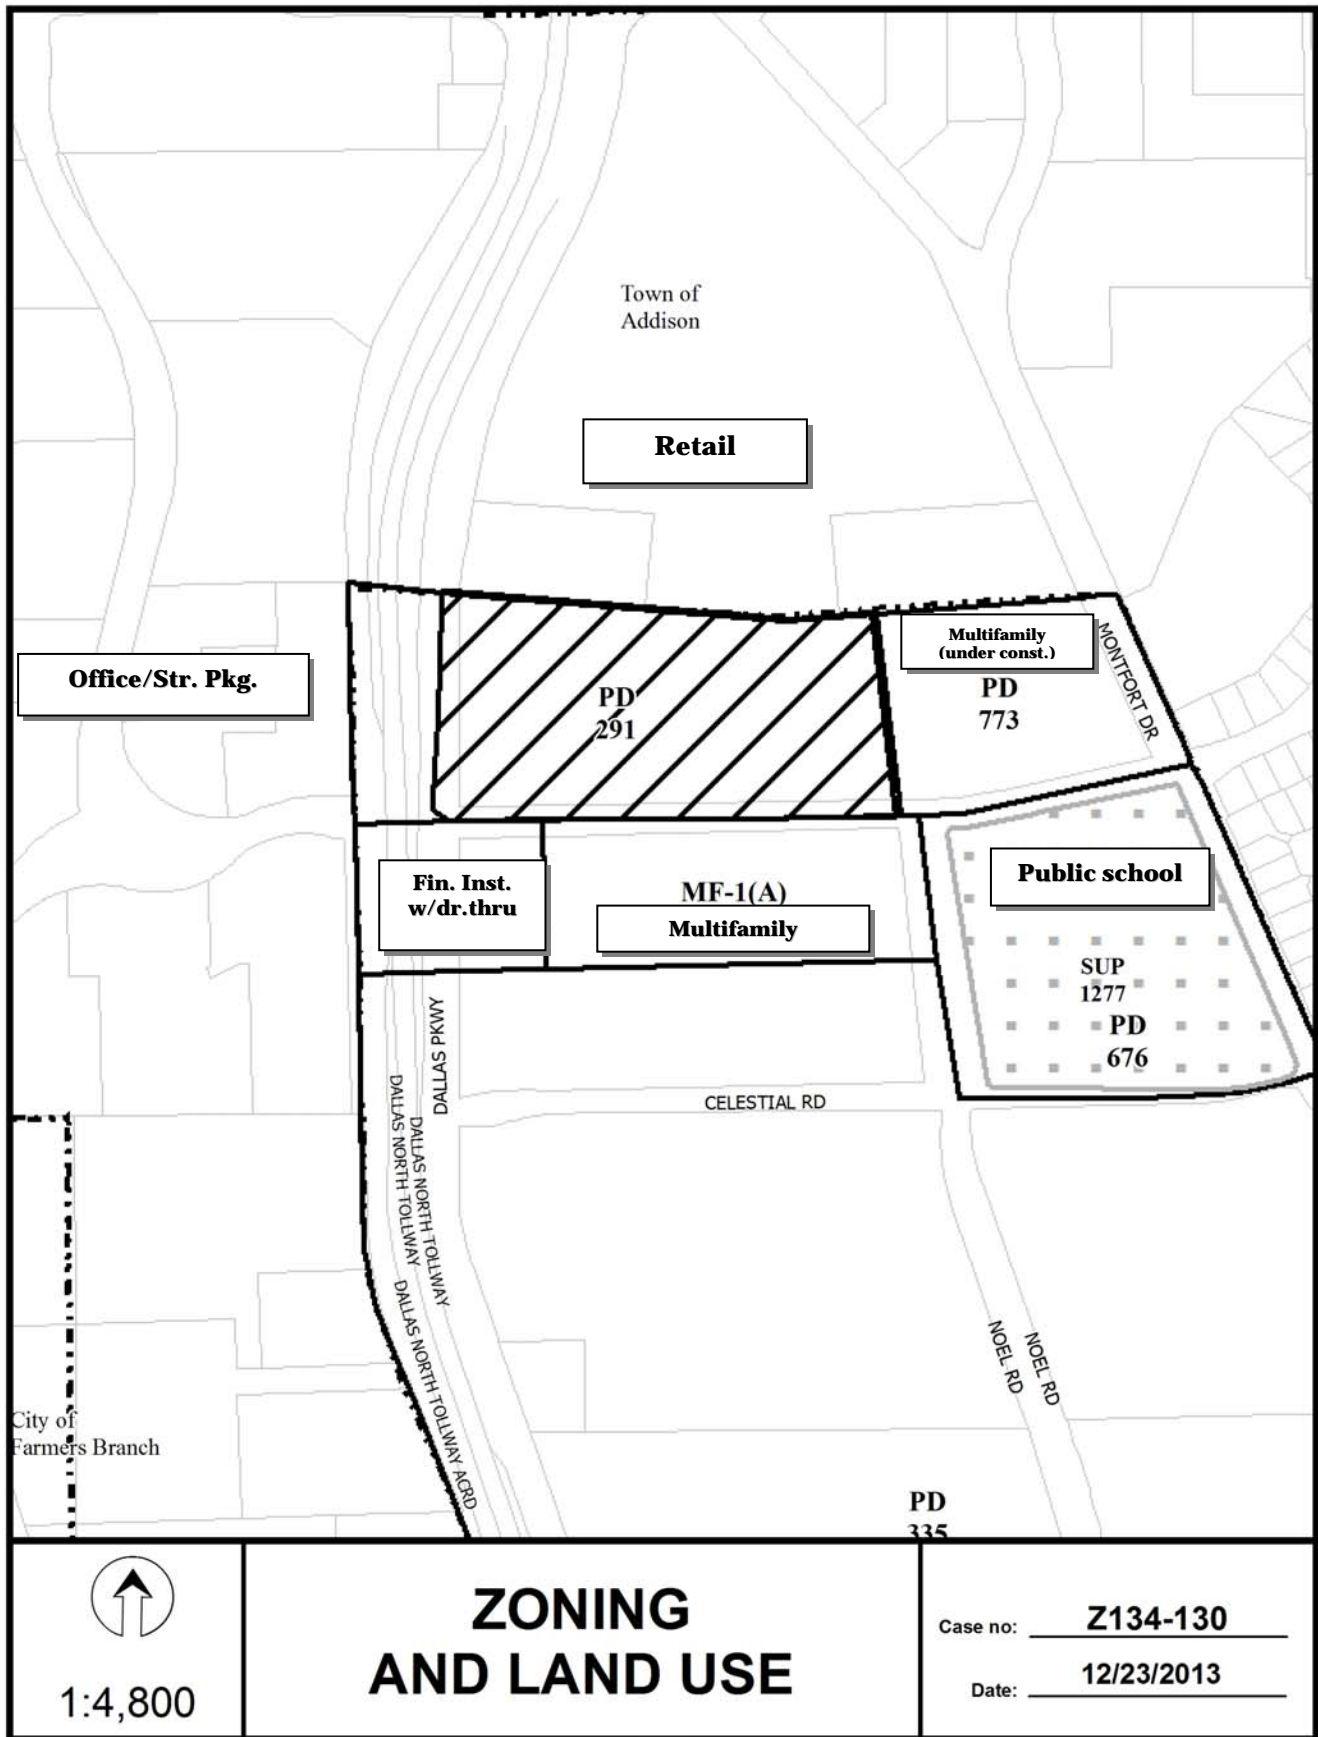 Town of
Addison
Retail
Office/Str. Pkg.
Multifamily
(under const.)
PD
773
MONTFORT DR
PD
291
Fin. Inst.
w/dr.thru
MF-1(A)
Multifamily
Public school
SUP
1277
PD
676
DALLAS PKWY
CELESTIAL RD
DALLAS NORTH TOLLWAY
DALLAS NORTH TOLLWAY
DALLAS NORTH TOLLWAY ACRD
NOEL RD
NOEL RD
City of
Farmers Branch
PD
335
1:4,800
ZONING
AND LAND USE
Case no: Z134-130
Date: 12/23/2013